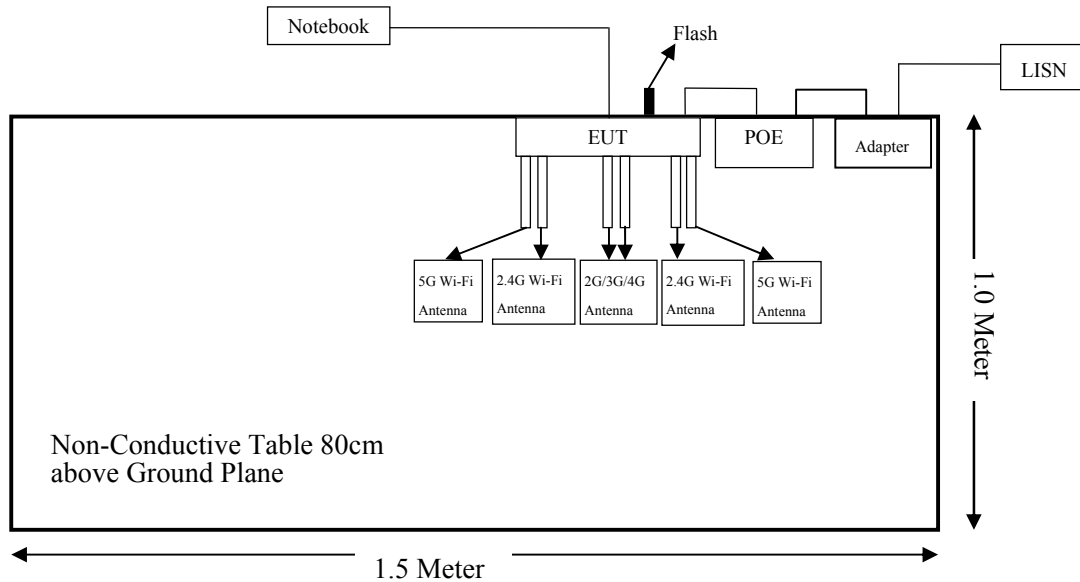 Notebook
Flash
LISN
EUT
POE
Adapter
5G Wi-Fi
Antenna
2.4G Wi-Fi
Antenna
2G/3G/4G
Antenna
2.4G Wi-Fi
Antenna
5G Wi-Fi
Antenna
1.0 Meter
Non-Conductive Table 80cm
above Ground Plane
1.5 Meter